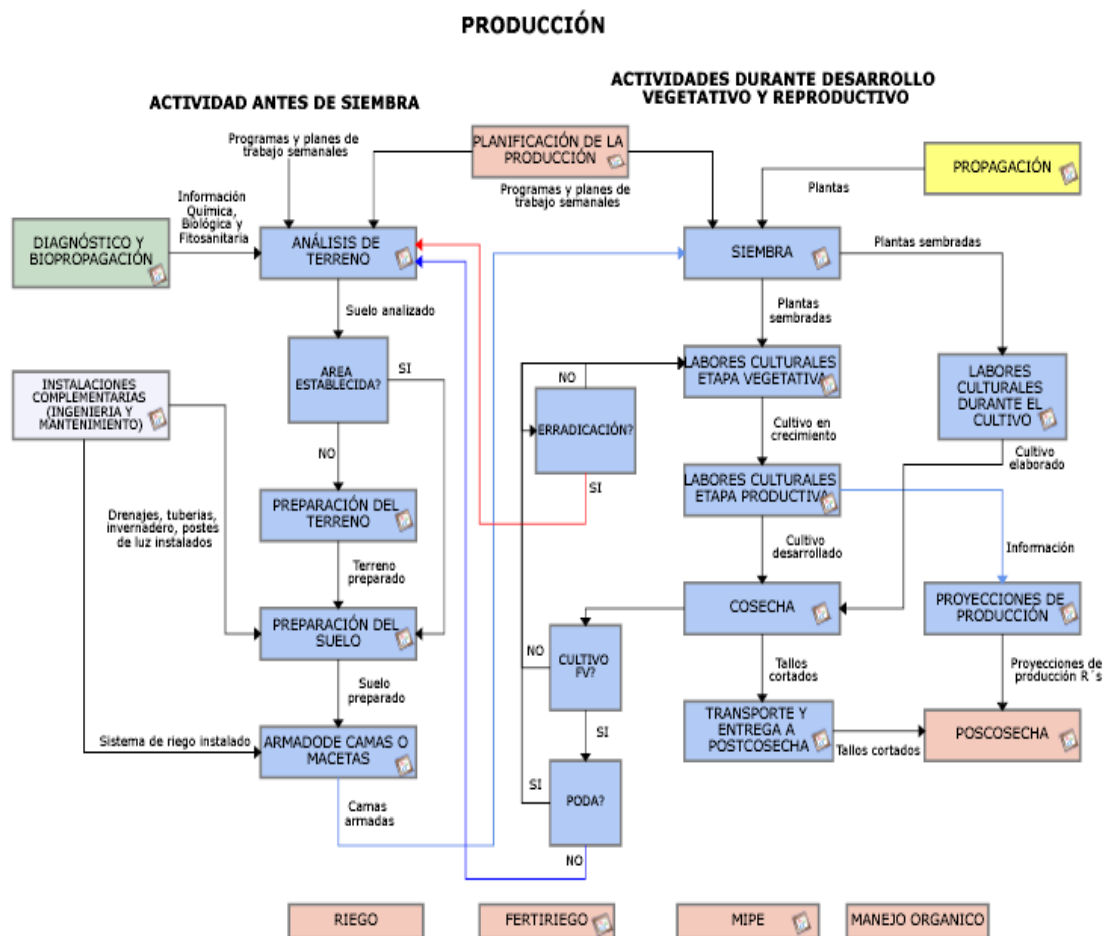 PRODUCCIÓN
ACTIVIDAD ANTES DE SIEMBRA
ACTIVIDADES DURANTE DESARROLLO
VEGETATIVO Y REPRODUCTIVO
Programas y planes de
trabajo semanales
PLANIFICACIÓN DE LA
PRODUCCIÓN
Programas y planes de
trabajo semanales
PROPAGACIÓN
Plantas
Información
Química,
Biológica y
Fitosanitaria
DIAGNÓSTICO Y
BIOPROPAGACIÓN
ANÁLISIS DE
TERRENO
SIEMBRA
Plantas sembradas
Suelo analizado
Plantas
sembradas
AREA
ESTABLECIDA?
SI
NO
INSTALACIONES
COMPLEMENTARIAS
(INGENIERIA Y
MANTENIMIENTO)
NO
ERRADICACIÓN?
SI
LABORES CULTURALES
ETAPA VEGETATIVA
LABORES
CULTURALES
DURANTE EL
CULTIVO
Cultivo en
crecimiento
Cultivo
elaborado
PREPARACIÓN DEL
TERRENO
LABORES CULTURALES
ETAPA PRODUCTIVA
Drenajes, tuberias,
invernadero, postes
de luz instalados
Cultivo
desarrollado
Información
Terreno
preparado
PREPARACIÓN DEL
SUELO
COSECHA
PROYECCIONES DE
PRODUCCIÓN
NO
CULTIVO
FV?
SI
Tallos
cortados
Proyecciones de
producción R´s
Suelo
preparado
Sistema de riego instalado
ARMADODE CAMAS O
MACETAS
TRANSPORTE Y
ENTREGA A
POSTCOSECHA
Tallos cortados
POSCOSECHA
SI
PODA?
NO
Camas
armadas
RIEGO
FERTIRIEGO
MIPE
MANEJO ORGANICO